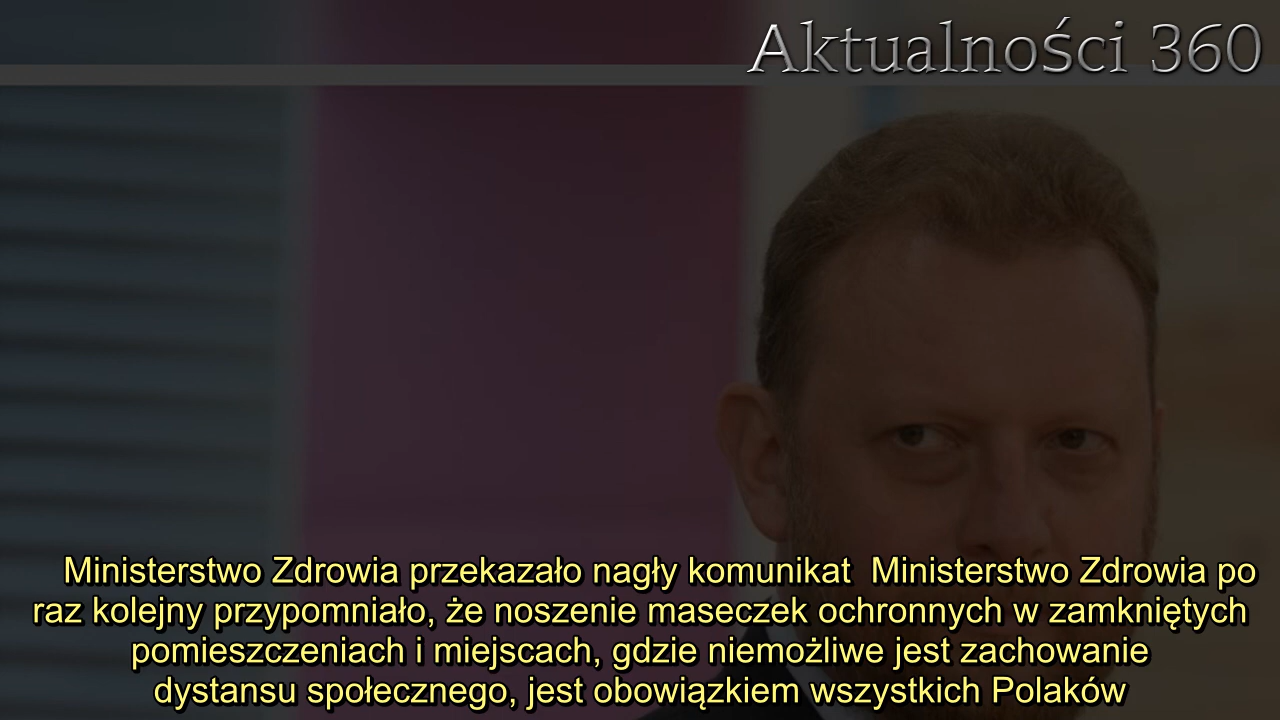 Aktualności 360
Ministerstwo Zdrowia przekazało nagły komunikat  Ministerstwo Zdrowia po
raz kolejny przypomniało, że noszenie maseczek ochronnych w zamkniętych
pomieszczeniach i miejscach, gdzie niemożliwe jest zachowanie
dystansu społecznego, jest obowiązkiem wszystkich Polaków